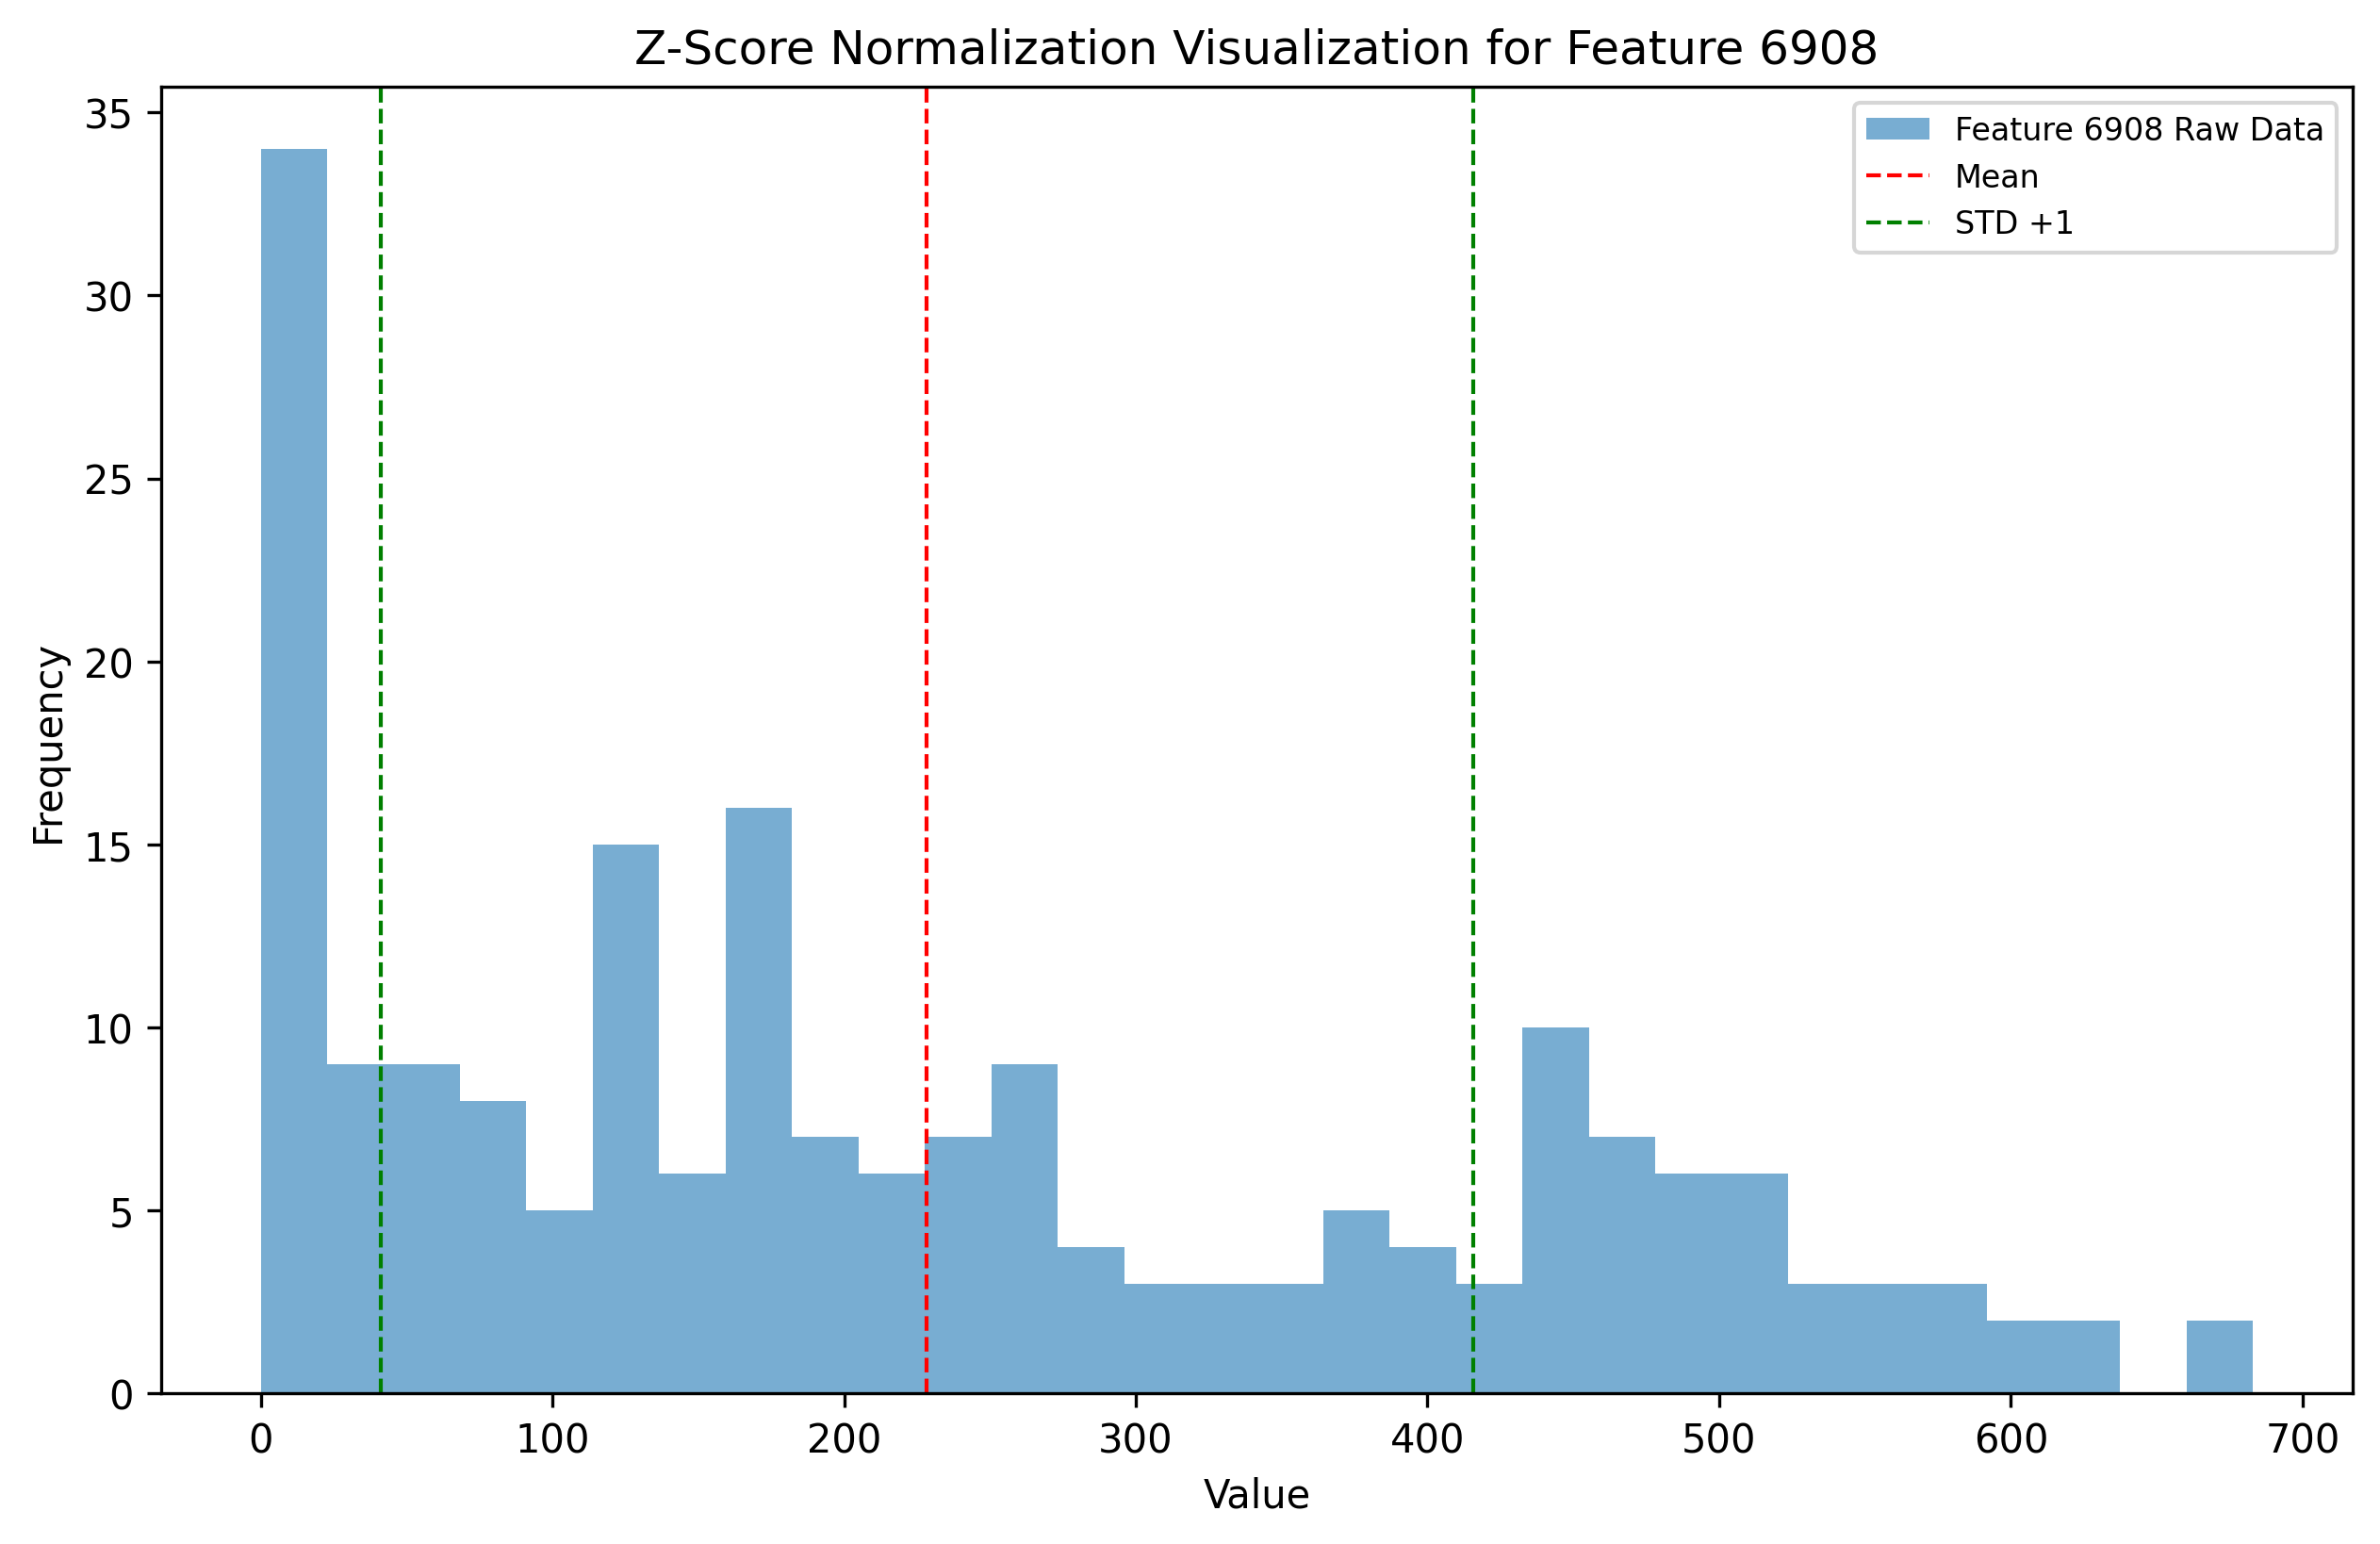 Z-Score Normalization Visualization for Feature 6908
Feature 6908 Raw Data
Mean
STD +1
Frequency
35
30
25
20
15
10
5
0
0 100 200 300 400 500 600 700
Value